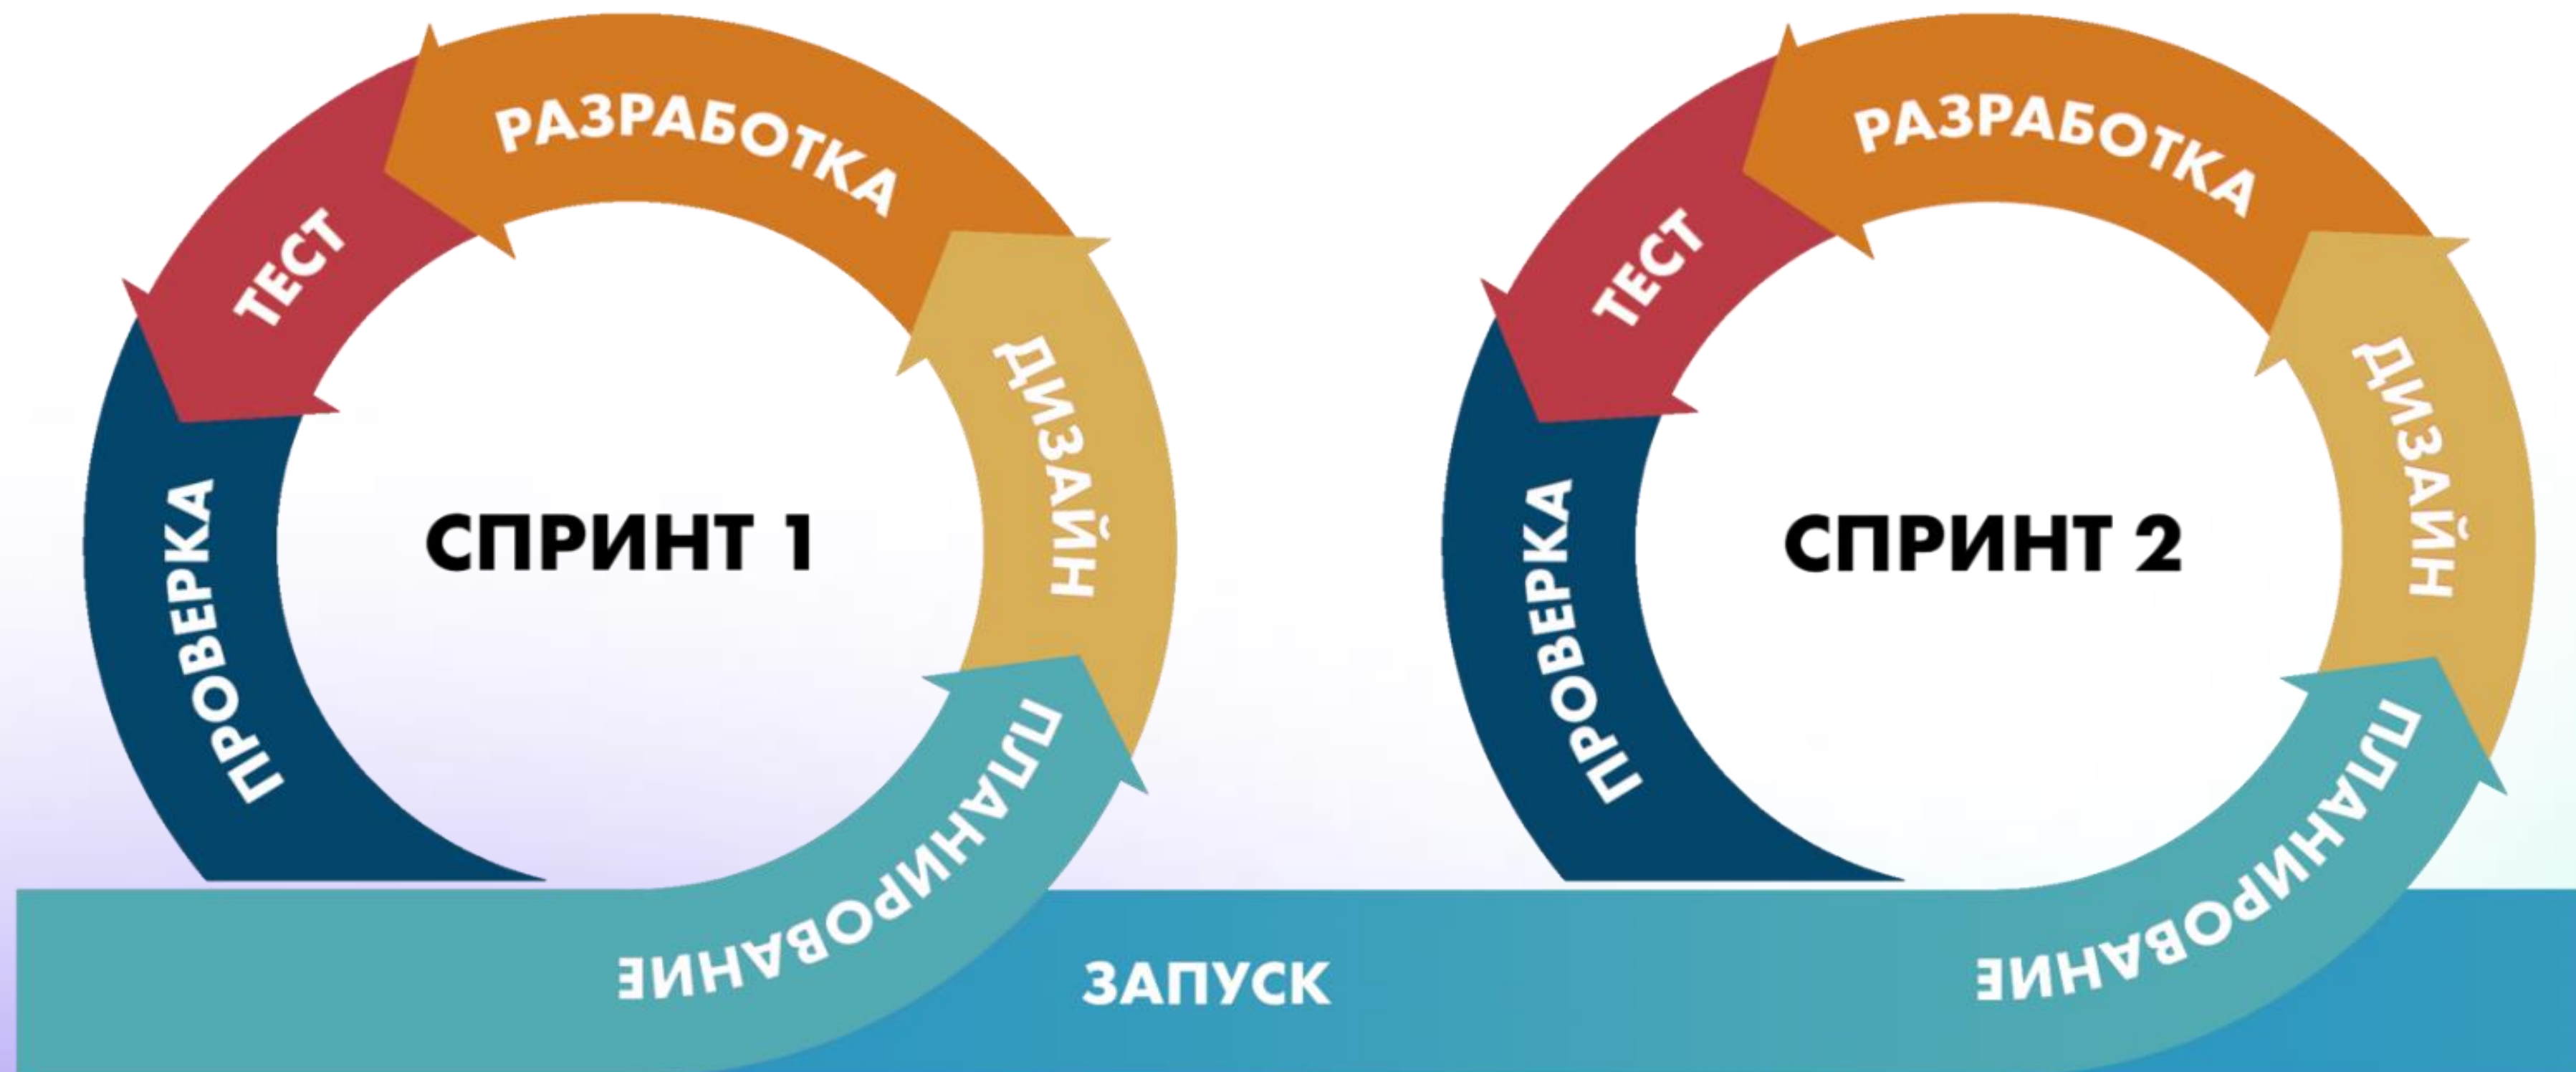 РАЗРАБОТКА
ТЕСТ
ДИЗАЙН
ПРОВЕРКА
СПРИНТ 1
ПЛАНИРОВАНИЕ
ЗАПУСК
РАЗРАБОТКА
ТЕСТ
ДИЗАЙН
ПРОВЕРКА
СПРИНТ 2
ПЛАНИРОВАНИЕ